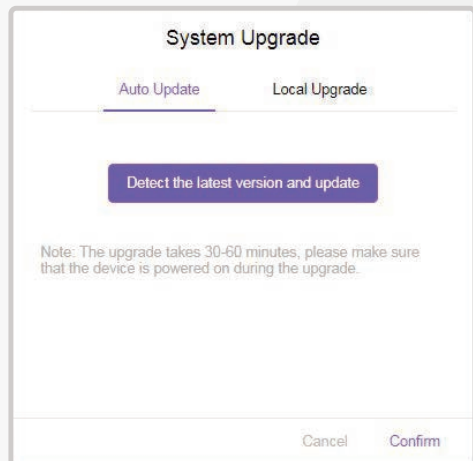 System Upgrade
Auto Update
Local Upgrade
Detect the latest version and update
Note: The upgrade takes 30-60 minutes, please make sure
that the device is powered on during the upgrade.
Cancel
Confirm